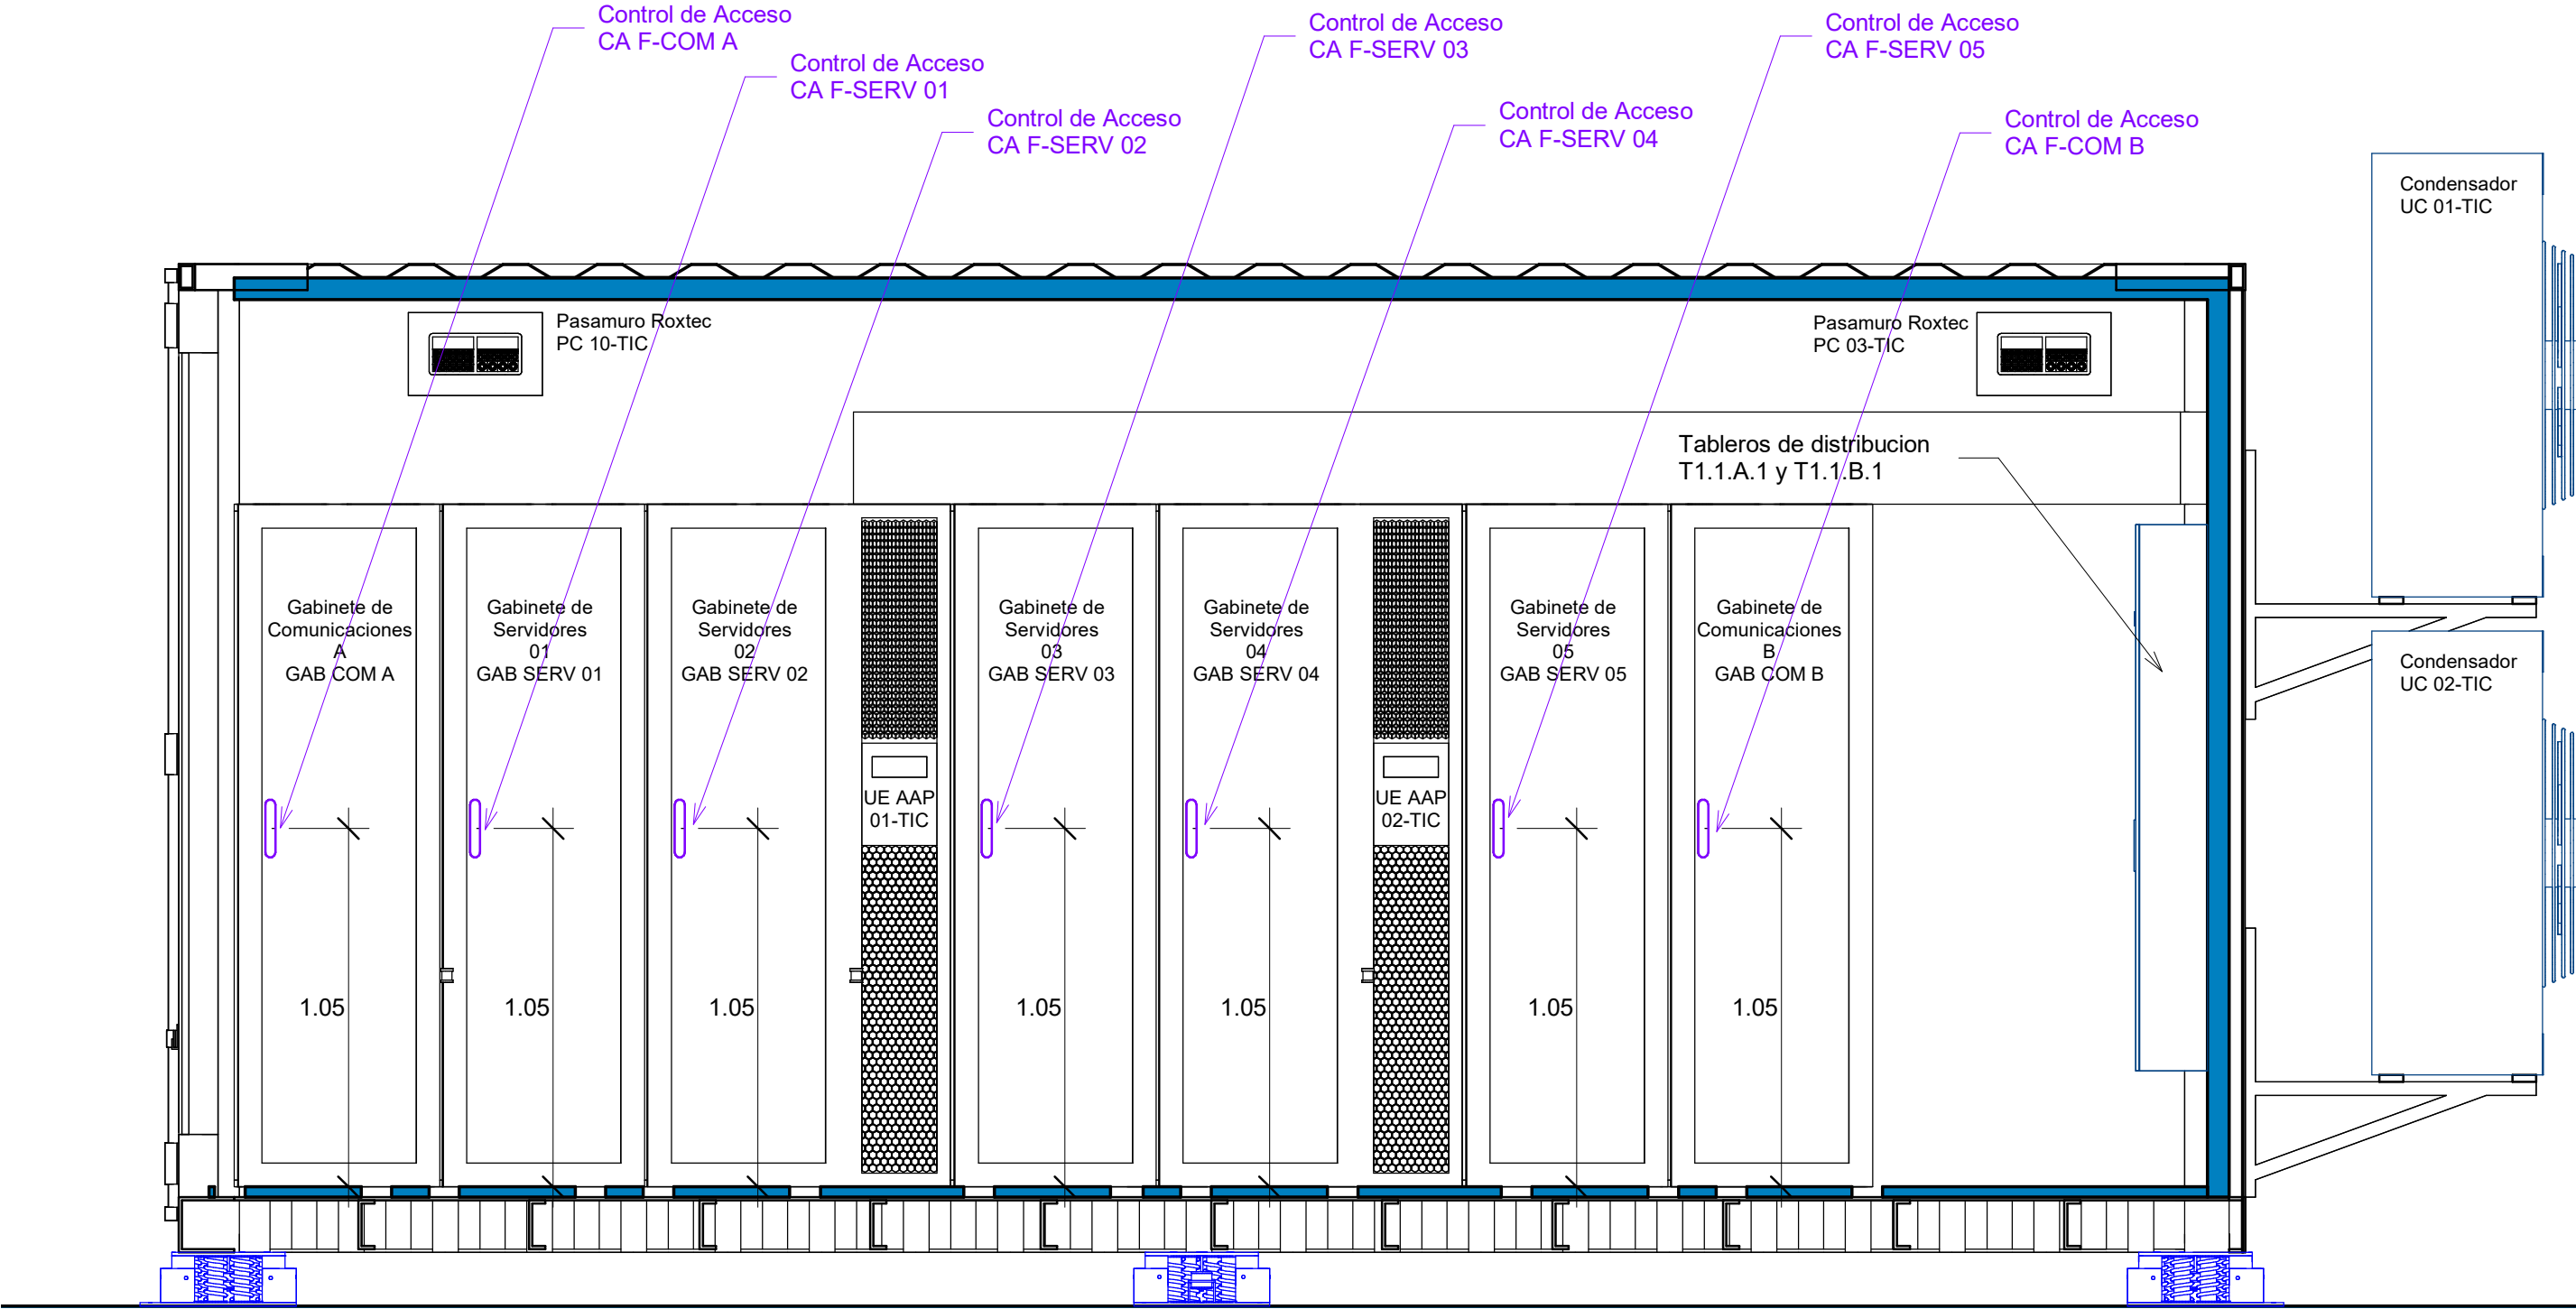 Control de Acceso
CA F-COM A
Control de Acceso
CA F-SERV 01
Control de Acceso
CA F-SERV 02
Control de Acceso
CA F-SERV 03
Control de Acceso
CA F-SERV 04
Control de Acceso
CA F-SERV 05
Control de Acceso
CA F-COM B
Condensador
UC 01-TIC
Pasamuro Roxtec
PC 10-TIC
Pasamuro Roxtec
PC 03-TIC
Tableros de distribucion
T1.1.A.1 y T1.1.B.1
Gabinete de
Comunicaciones
A
GAB COM A
Gabinete de
Servidores
01
GAB SERV 01
Gabinete de
Servidores
02
GAB SERV 02
Gabinete de
Servidores
03
GAB SERV 03
Gabinete de
Servidores
04
GAB SERV 04
Gabinete de
Servidores
05
GAB SERV 05
Gabinete de
Comunicaciones
B
GAB COM B
Condensador
UC 02-TIC
UE AAP
01-TIC
UE AAP
02-TIC
1.05
1.05
1.05
1.05
1.05
1.05
1.05